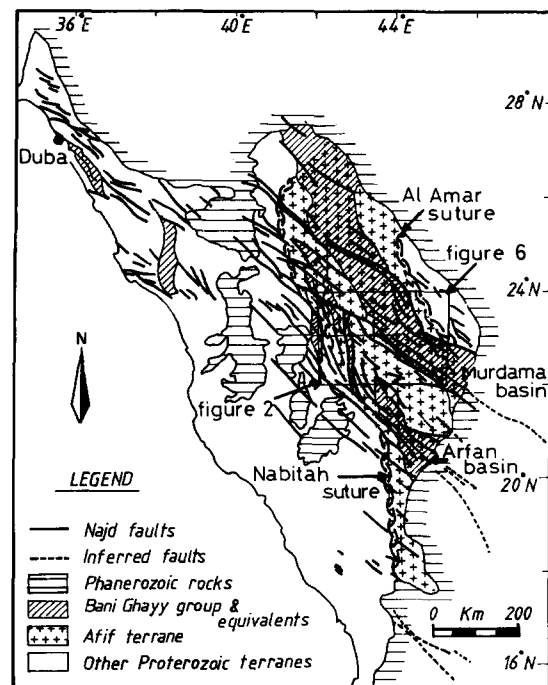 36°E 40°E 44°E
28°N
Duba
Al Amar
suture
figure 6
24°N
N
Murdama
basin
figure 2
Arfan
basin
Nabitah
suture
20°N
LEGEND
Najd faults
Inferred faults
Phanerozoic rocks
Bani Ghayy group &
equivalents
Afif terrane
Other Proterozoic terranes
0 Km 200
16°N